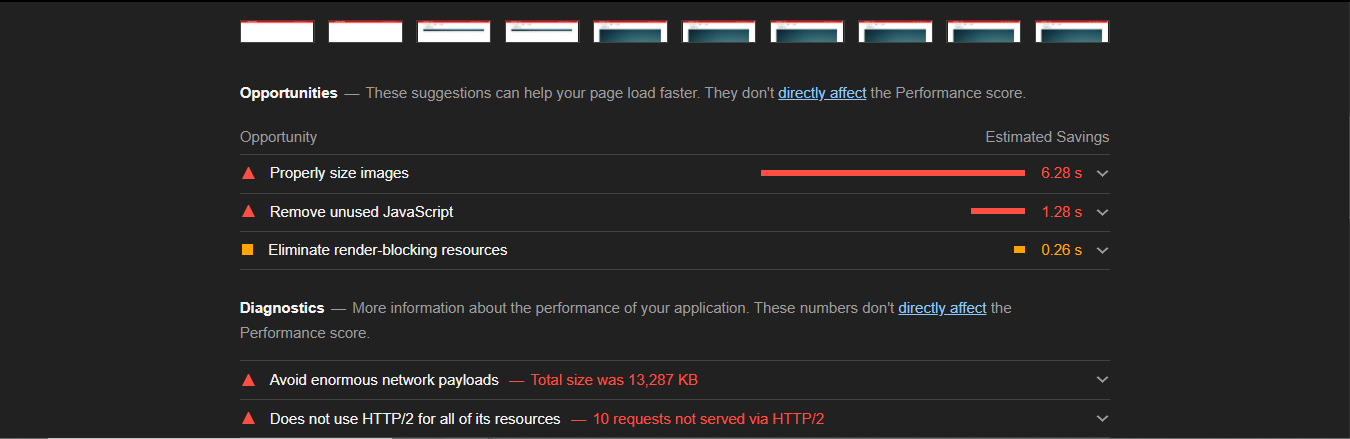 Opportunities — These suggestions can help your page load faster. They don't directly affect the Performance score.
Opportunity Estimated Savings
Properly size images 6.28 s
Remove unused JavaScript 1.28 s
Eliminate render-blocking resources 0.26 s
Diagnostics — More information about the performance of your application. These numbers don't directly affect the
Performance score.
Avoid enormous network payloads — Total size was 13,287 KB
Does not use HTTP/2 for all of its resources — 10 requests not served via HTTP/2